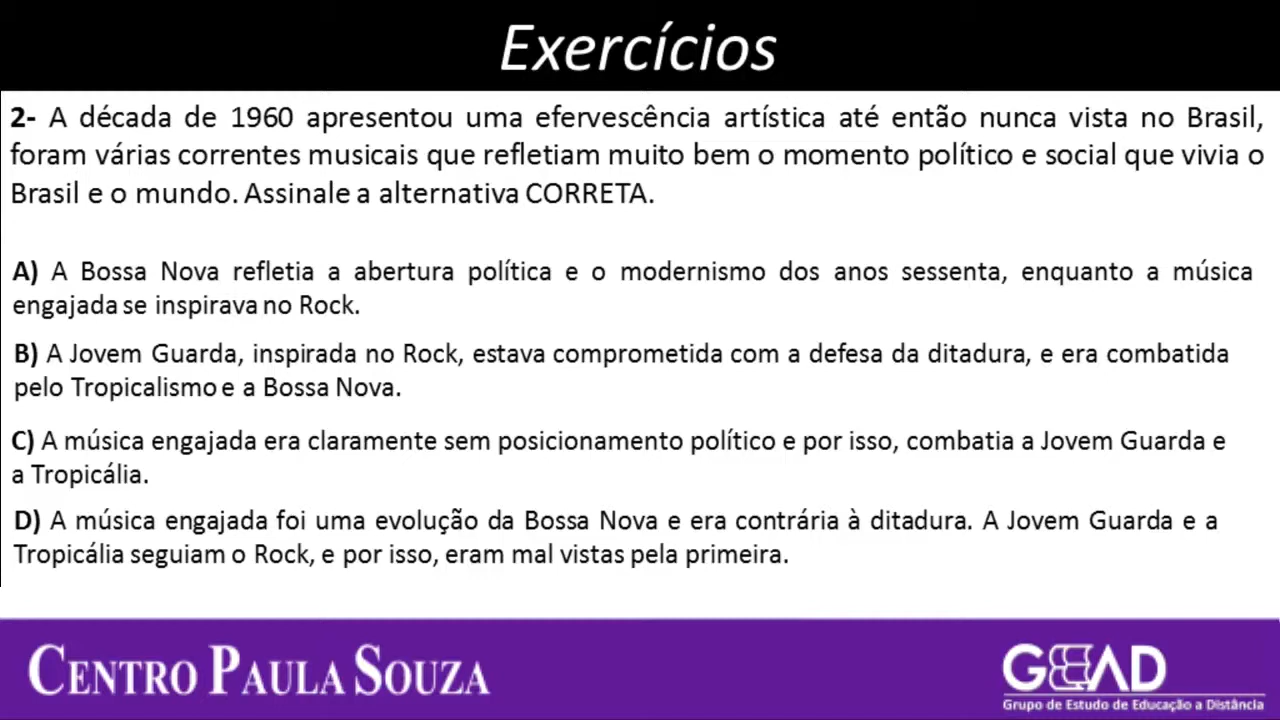 Exercícios
2- A década de 1960 apresentou uma efervescência artística até então nunca vista no Brasil,
foram várias correntes musicais que refletiam muito bem o momento político e social que vivia o
Brasil e o mundo. Assinale a alternativa CORRETA.
A) A Bossa Nova refletia a abertura política e o modernismo dos anos sessenta, enquanto a música
engajada se inspirava no Rock.
B) A Jovem Guarda, inspirada no Rock, estava comprometida com a defesa da ditadura, e era combatida
pelo Tropicalismo e a Bossa Nova.
C) A música engajada era claramente sem posicionamento político e por isso, combatia a Jovem Guarda e
a Tropicália.
D) A música engajada foi uma evolução da Bossa Nova e era contrária à ditadura. A Jovem Guarda e a
Tropicália seguiam o Rock, e por isso, eram mal vistas pela primeira.
CENTRO PAULA SOUZA
GEAD
Grupo de Estudo de Educação a Distância